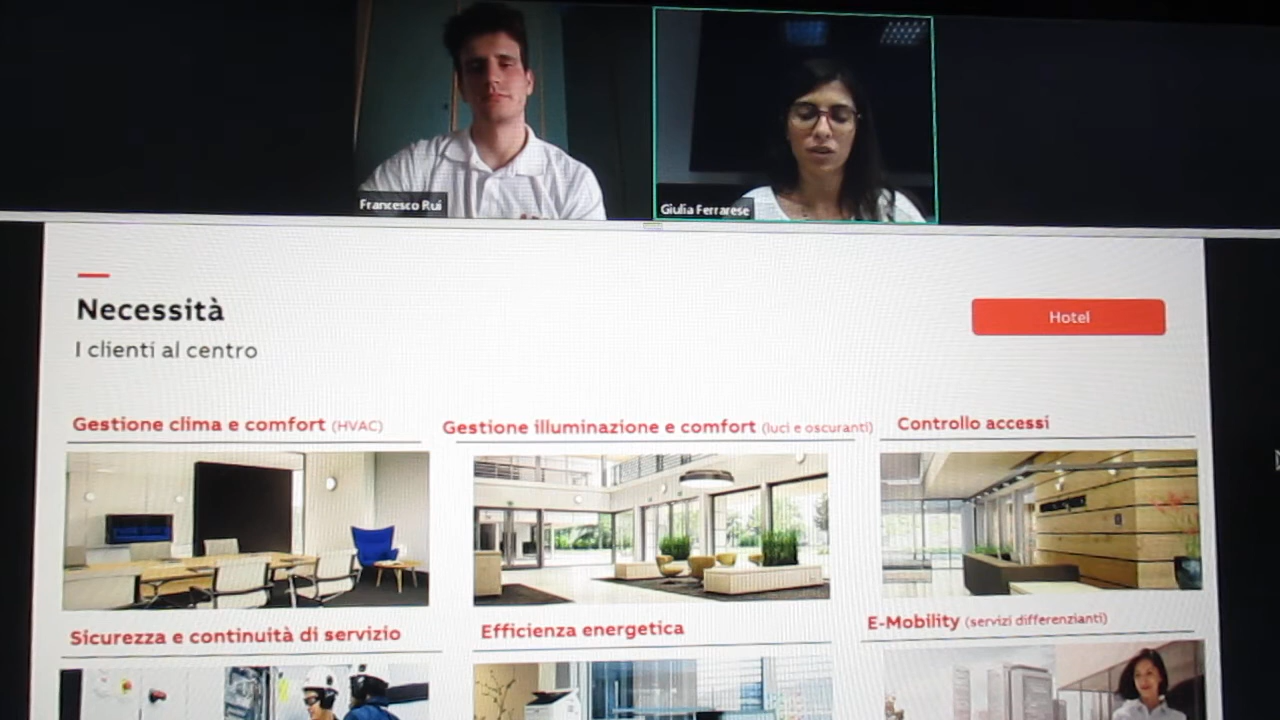 Francesco Rui
Giulia Ferrarese
Necessità
I clienti al centro
Hotel
Gestione clima e comfort (HVAC)
Gestione illuminazione e comfort (luci e oscuranti)
Controllo accessi
Sicurezza e continuità di servizio
Efficienza energetica
E-Mobility (servizi differenzianti)